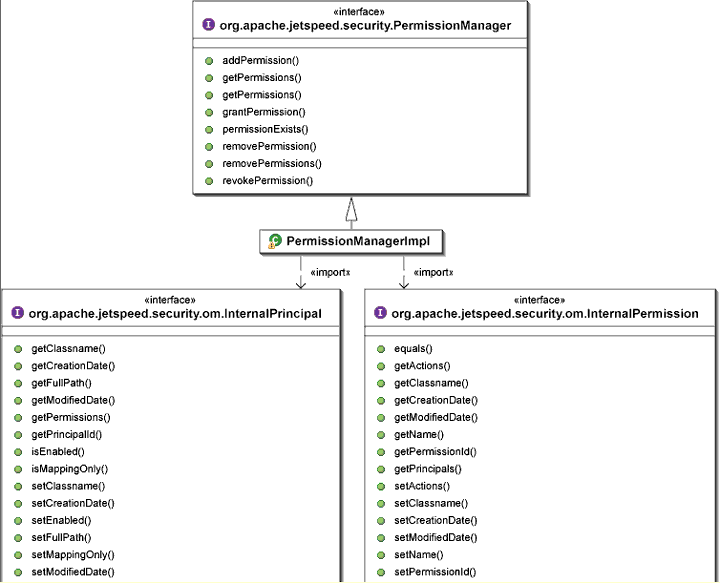 «interface»
I org.apache.jetspeed.security.PermissionManager
addPermission()
getPermissions()
getPermissions()
grantPermission()
permissionExists()
removePermission()
removePermissions()
revokePermission()
C PermissionManagerImpl
«import»
«import»
«interface»
I org.apache.jetspeed.security.om.InternalPrincipal
getClassname()
getCreationDate()
getFullPath()
getModifiedDate()
getPermissions()
getPrincipalId()
isEnabled()
isMappingOnly()
setClassname()
setCreationDate()
setEnabled()
setFullPath()
setMappingOnly()
setModifiedDate()
«interface»
I org.apache.jetspeed.security.om.InternalPermission
equals()
getActions()
getClassname()
getCreationDate()
getModifiedDate()
getName()
getPermissionId()
getPrincipals()
setActions()
setClassname()
setCreationDate()
setModifiedDate()
setName()
setPermissionId()